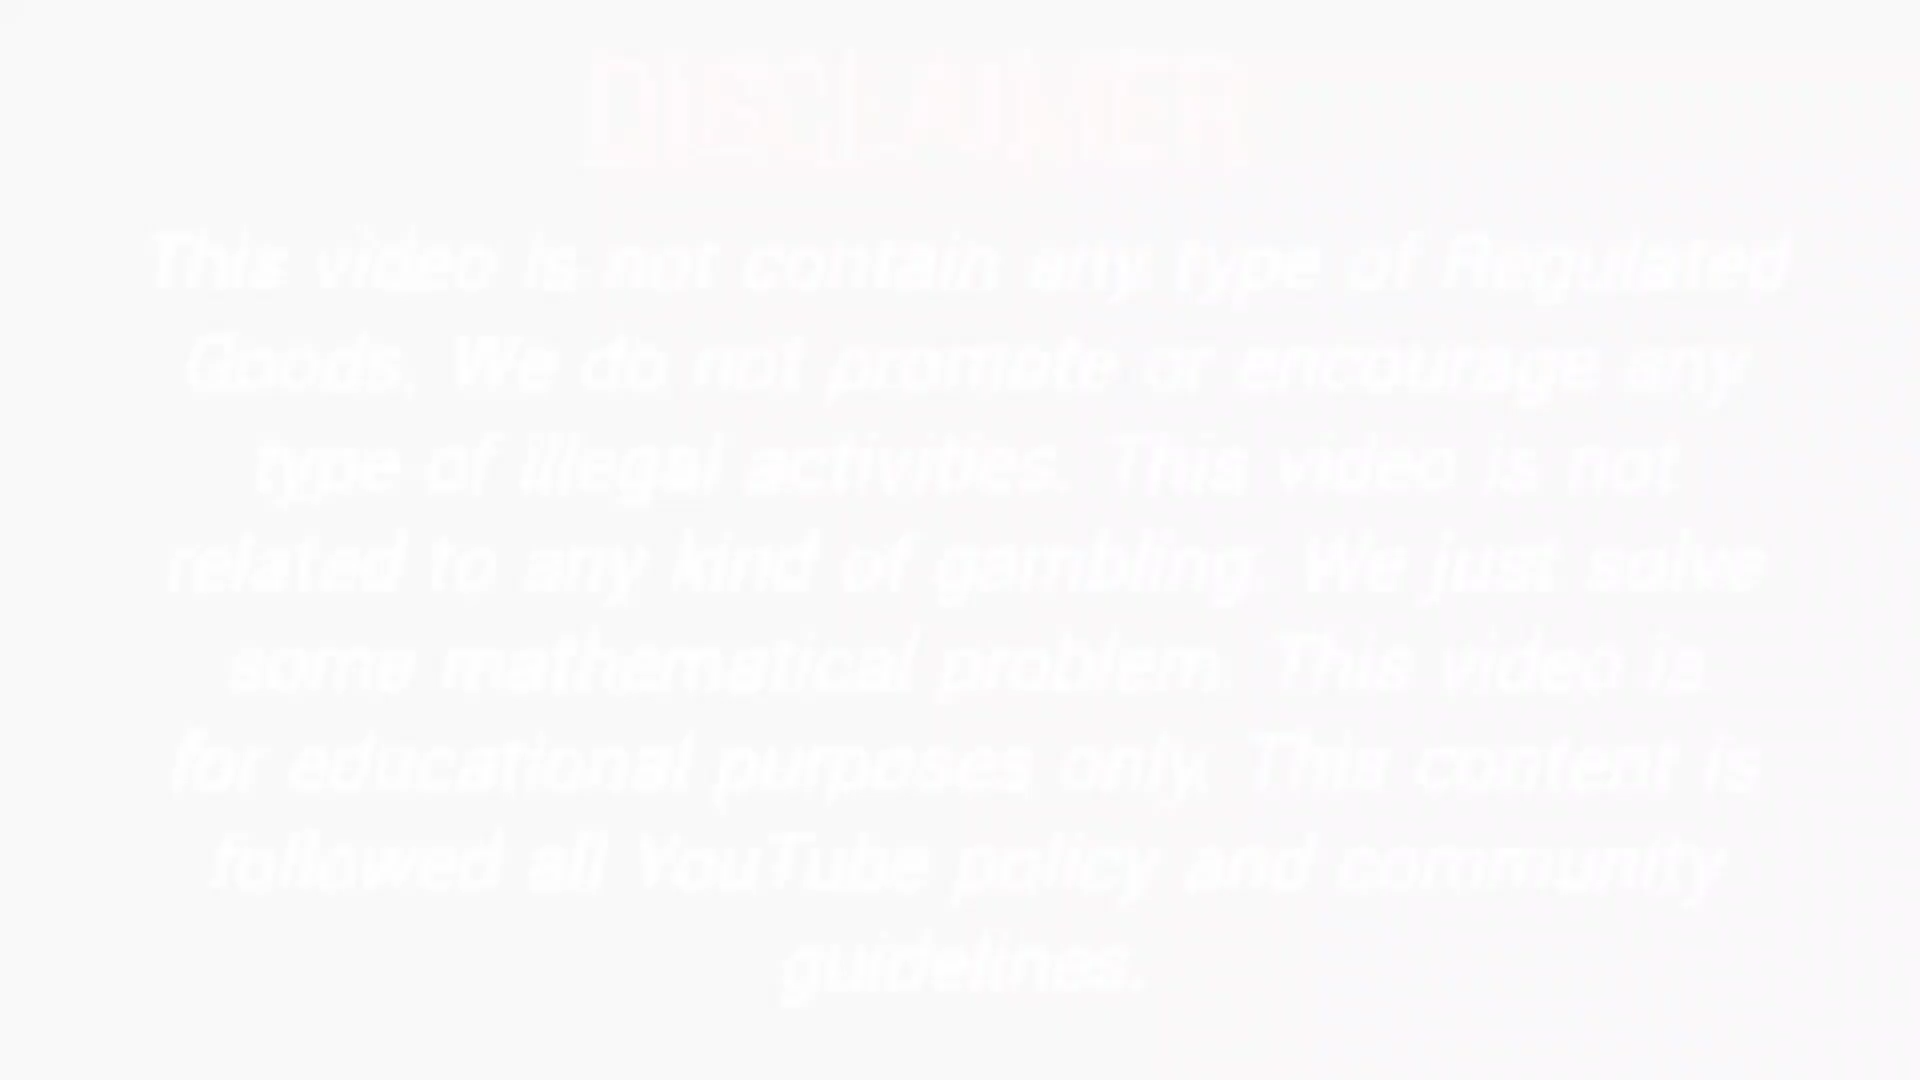 DISCLAIMER
This video is not contain any type of Regulated
Goods. We do not promote or encourage any
type of illegal activities. This video is not
related to any kind of gambling. We just solve
some mathematical problem. This video is
for educational purposes only. This content is
followed all YouTube policy and community
guidelines.